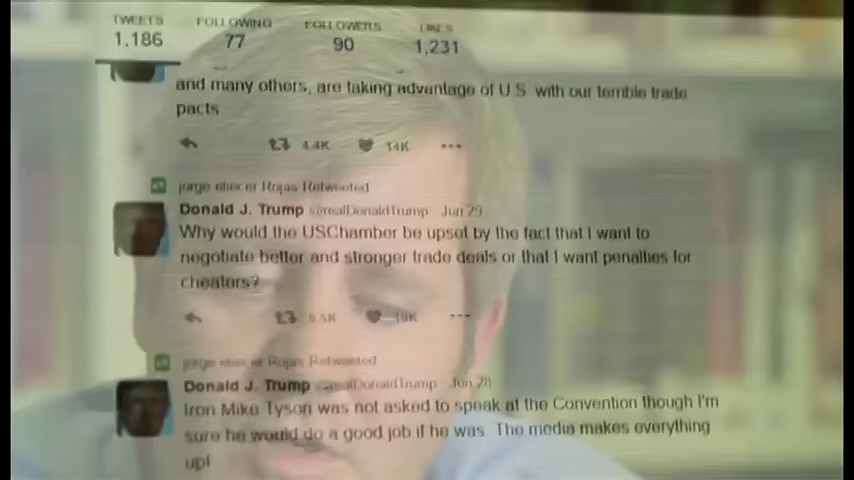 TWEETS FOLLOWING FOLLOWERS LIKES
1,186 77 90 1,231
and many others, are taking advantage of U S with our terrible trade
pacts
4.4K 14K
jorge eliecer Rojas Retweeted
Donald J. Trump @realDonaldTrump Jun 29
Why would the USChamber be upset by the fact that I want to
negotiate better and stronger trade deals or that I want penalties for
cheaters?
6.5K 19K
jorge eliecer Rojas Retweeted
Donald J. Trump @realDonaldTrump Jun 28
Iron Mike Tyson was not asked to speak at the Convention though I'm
sure he would do a good job if he was. The media makes everything
up!